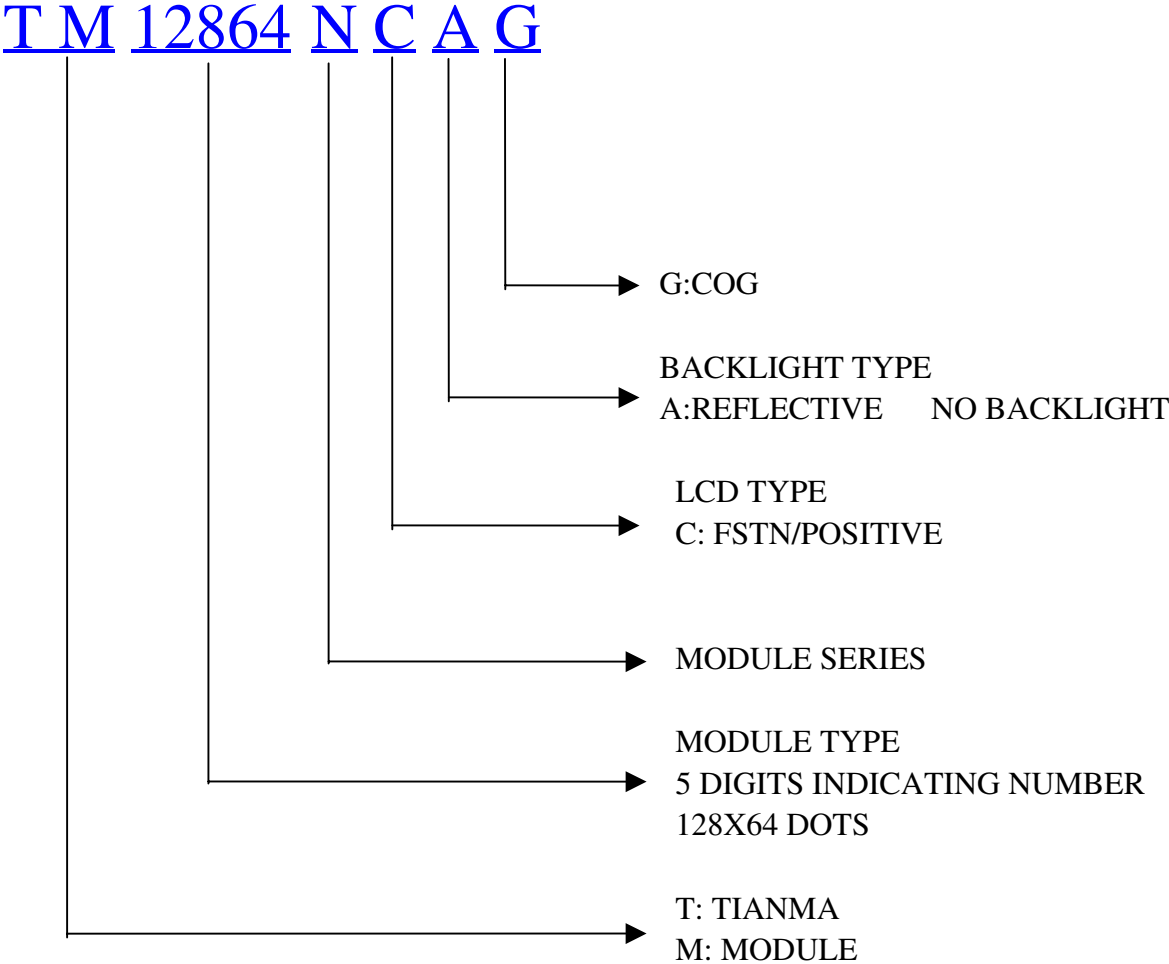 T M 12864 N C A G
G:COG
BACKLIGHT TYPE
A:REFLECTIVE NO BACKLIGHT
LCD TYPE
C: FSTN/POSITIVE
MODULE SERIES
MODULE TYPE
5 DIGITS INDICATING NUMBER
128X64 DOTS
T: TIANMA
M: MODULE